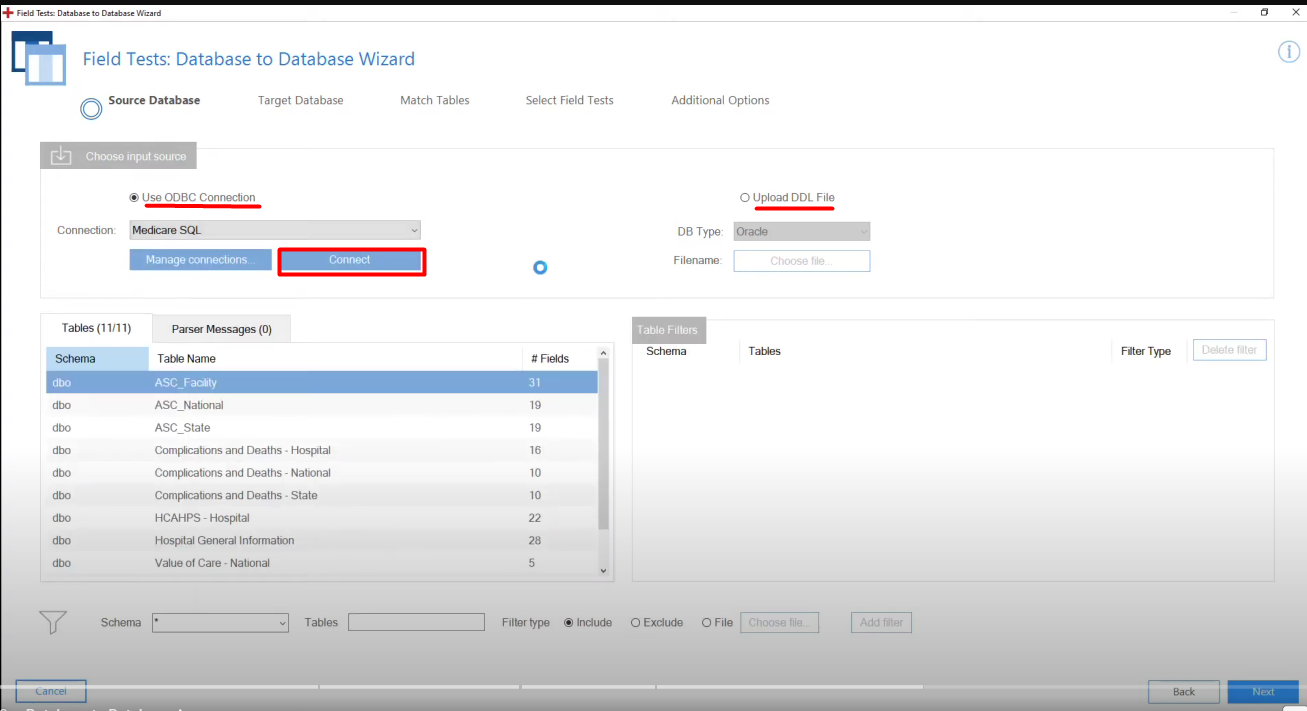 Field Tests: Database to Database Wizard
Field Tests: Database to Database Wizard
Source Database Target Database Match Tables Select Field Tests Additional Options
Choose input source
Use ODBC Connection Upload DDL File
Connection: Medicare SQL DB Type: Oracle
Manage connections... Connect Filename: Choose file...
Tables (11/11) Parser Messages (0) Table Filters
Schema Table Name # Fields Schema Tables Filter Type Delete filter
dbo ASC_Facility 31
dbo ASC_National 19
dbo ASC_State 19
dbo Complications and Deaths - Hospital 16
dbo Complications and Deaths - National 10
dbo Complications and Deaths - State 10
dbo HCAHPS - Hospital 22
dbo Hospital General Information 28
dbo Value of Care - National 5
Schema * Tables Filter type Include Exclude File Choose file... Add filter
Cancel Back Next